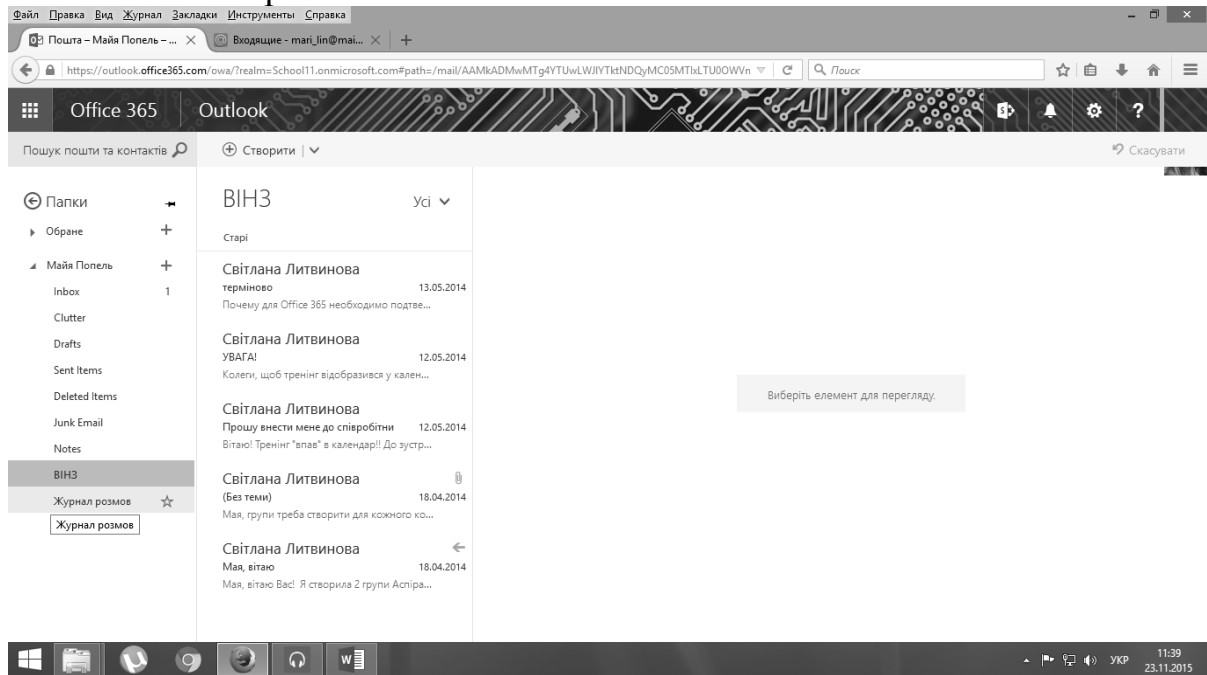 Файл Правка Вид Журнал Закладки Инструменты Справка
Пошта – Майя Попель – ...
Входящие - mari_lin@mai...
https://outlook.office365.com/owa/?realm=School11.onmicrosoft.com#path=/mail/
Поиск
Office 365 Outlook
Пошук пошти та контактів
Створити
Скасувати
Папки
Обране
Майя Попель
Inbox 1
Clutter
Drafts
Sent Items
Deleted Items
Junk Email
Notes
ВІНЗ
Журнал розмов
Журнал розмов
ВІНЗ Усі
Старі
Світлана Литвинова
терміново 13.05.2014
Почему для Office 365 необходимо подтве...
Світлана Литвинова
УВАГА! 12.05.2014
Колеги, щоб тренінг відобразився у кален...
Світлана Литвинова
Прошу внести мене до співробітни 12.05.2014
Вітаю! Тренінг "впав" в календар!! До зустр...
Світлана Литвинова
(Без теми) 18.04.2014
Мая, групи треба створити для кожного ко...
Світлана Литвинова
Мая, вітаю 18.04.2014
Мая, вітаю Вас! Я створила 2 групи Аспіра...
Виберіть елемент для перегляду.
УКР
11:39
23.11.2015